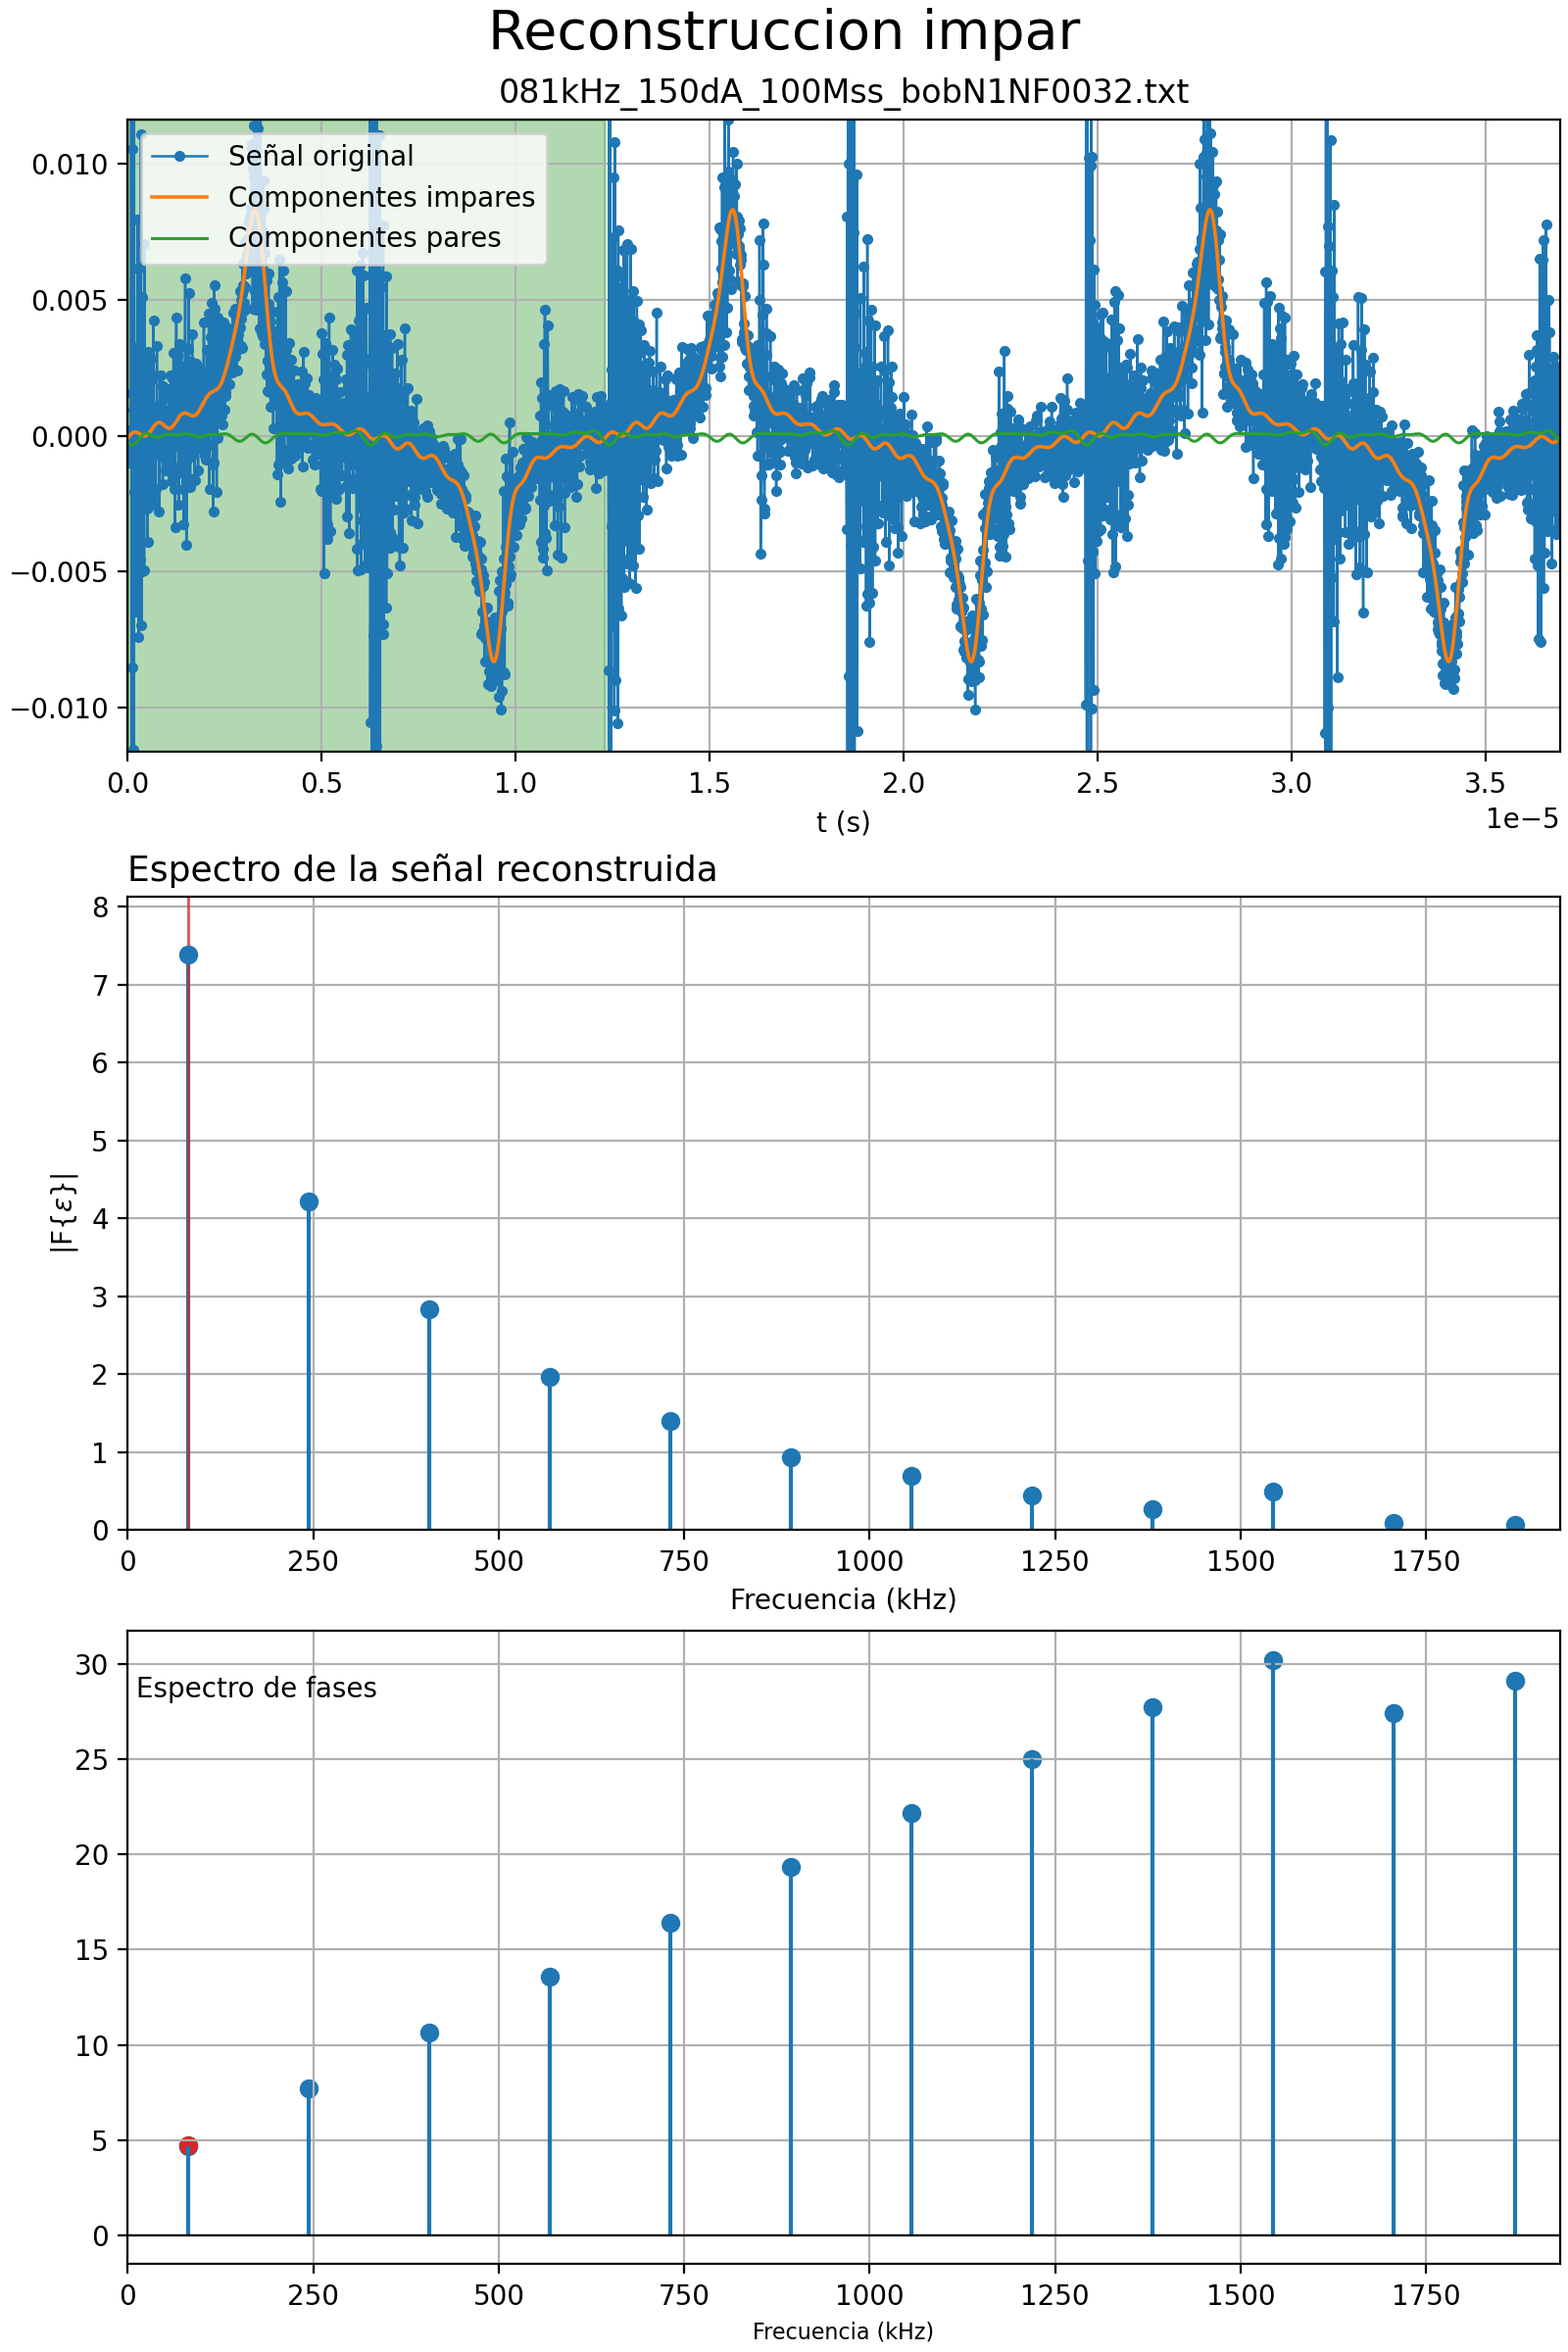 Reconstruccion impar
081kHz_150dA_100Mss_bobN1NF0032.txt
Señal original
Componentes impares
Componentes pares
0.010
0.005
0.000
−0.005
−0.010
0.0 0.5 1.0 1.5 2.0 2.5 3.0 3.5
t (s)
1e−5
Espectro de la señal reconstruida
8
7
6
5
4
3
2
1
0
|F{ε}|
0 250 500 750 1000 1250 1500 1750
Frecuencia (kHz)
30
Espectro de fases
25
20
15
10
5
0
0 250 500 750 1000 1250 1500 1750
Frecuencia (kHz)